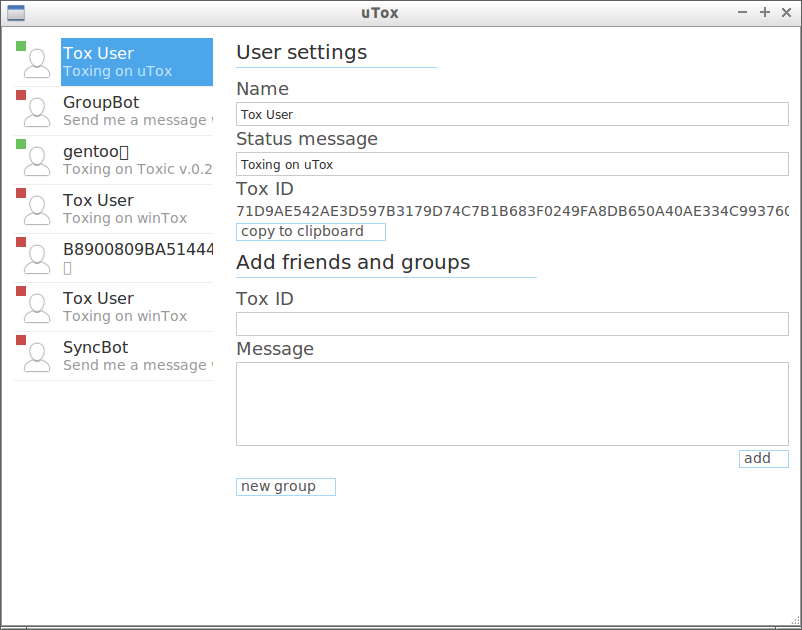 uTox
Tox User
Toxing on uTox
GroupBot
Send me a message
gentoo
Toxing on Toxic v.0.2
Tox User
Toxing on winTox
B8900809BA51444
Tox User
Toxing on winTox
SyncBot
Send me a message
User settings
Name
Tox User
Status message
Toxing on uTox
Tox ID
71D9AE542AE3D597B3179D74C7B1B683F0249FA8DB650A40AE334C993760
copy to clipboard
Add friends and groups
Tox ID
Message
add
new group